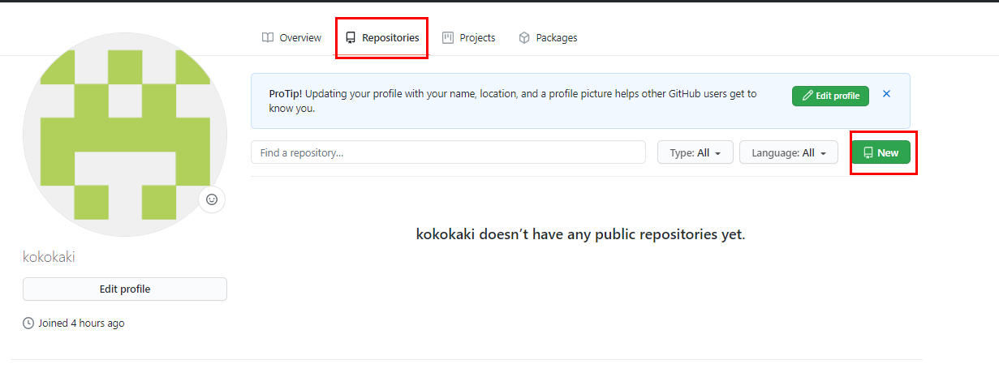 Overview Repositories Projects Packages
ProTip! Updating your profile with your name, location, and a profile picture helps other GitHub users get to
know you.
Edit profile
Find a repository...
Type: All
Language: All
New
kokokaki doesn't have any public repositories yet.
kokokaki
Edit profile
Joined 4 hours ago